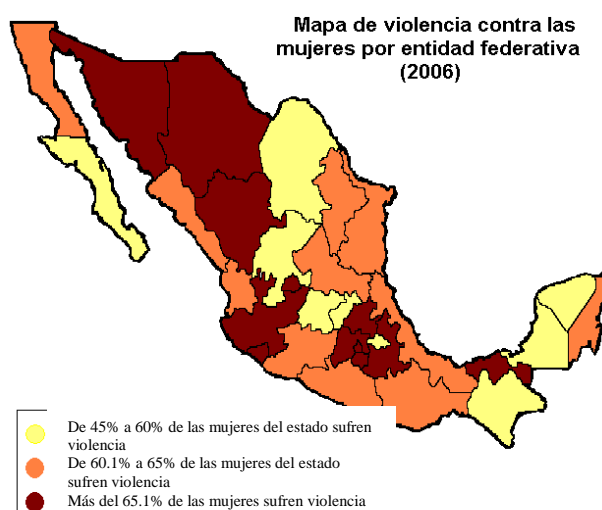 Mapa de violencia contra las
mujeres por entidad federativa
(2006)
De 45% a 60% de las mujeres del estado sufren
violencia
De 60.1% a 65% de las mujeres del estado
sufren violencia
Más del 65.1% de las mujeres sufren violencia